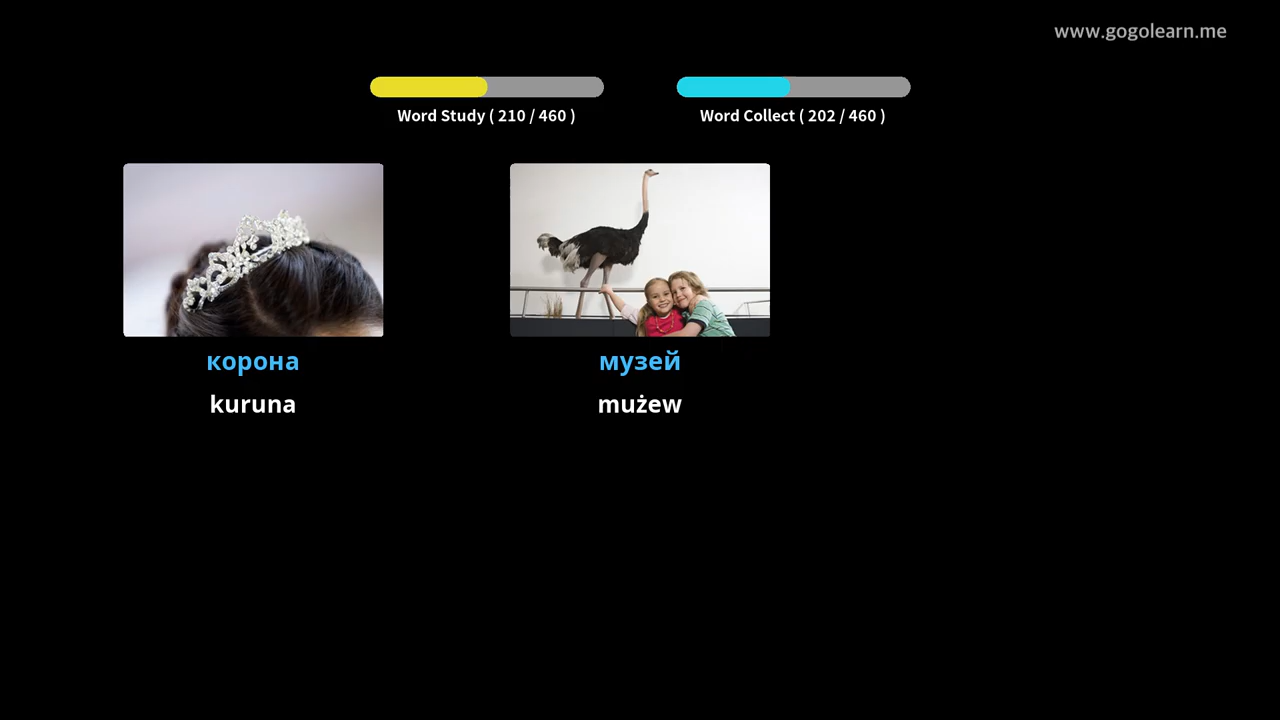 www.gogolearn.me
Word Study ( 210 / 460 )
Word Collect ( 202 / 460 )
корона
kuruna
музей
mużew